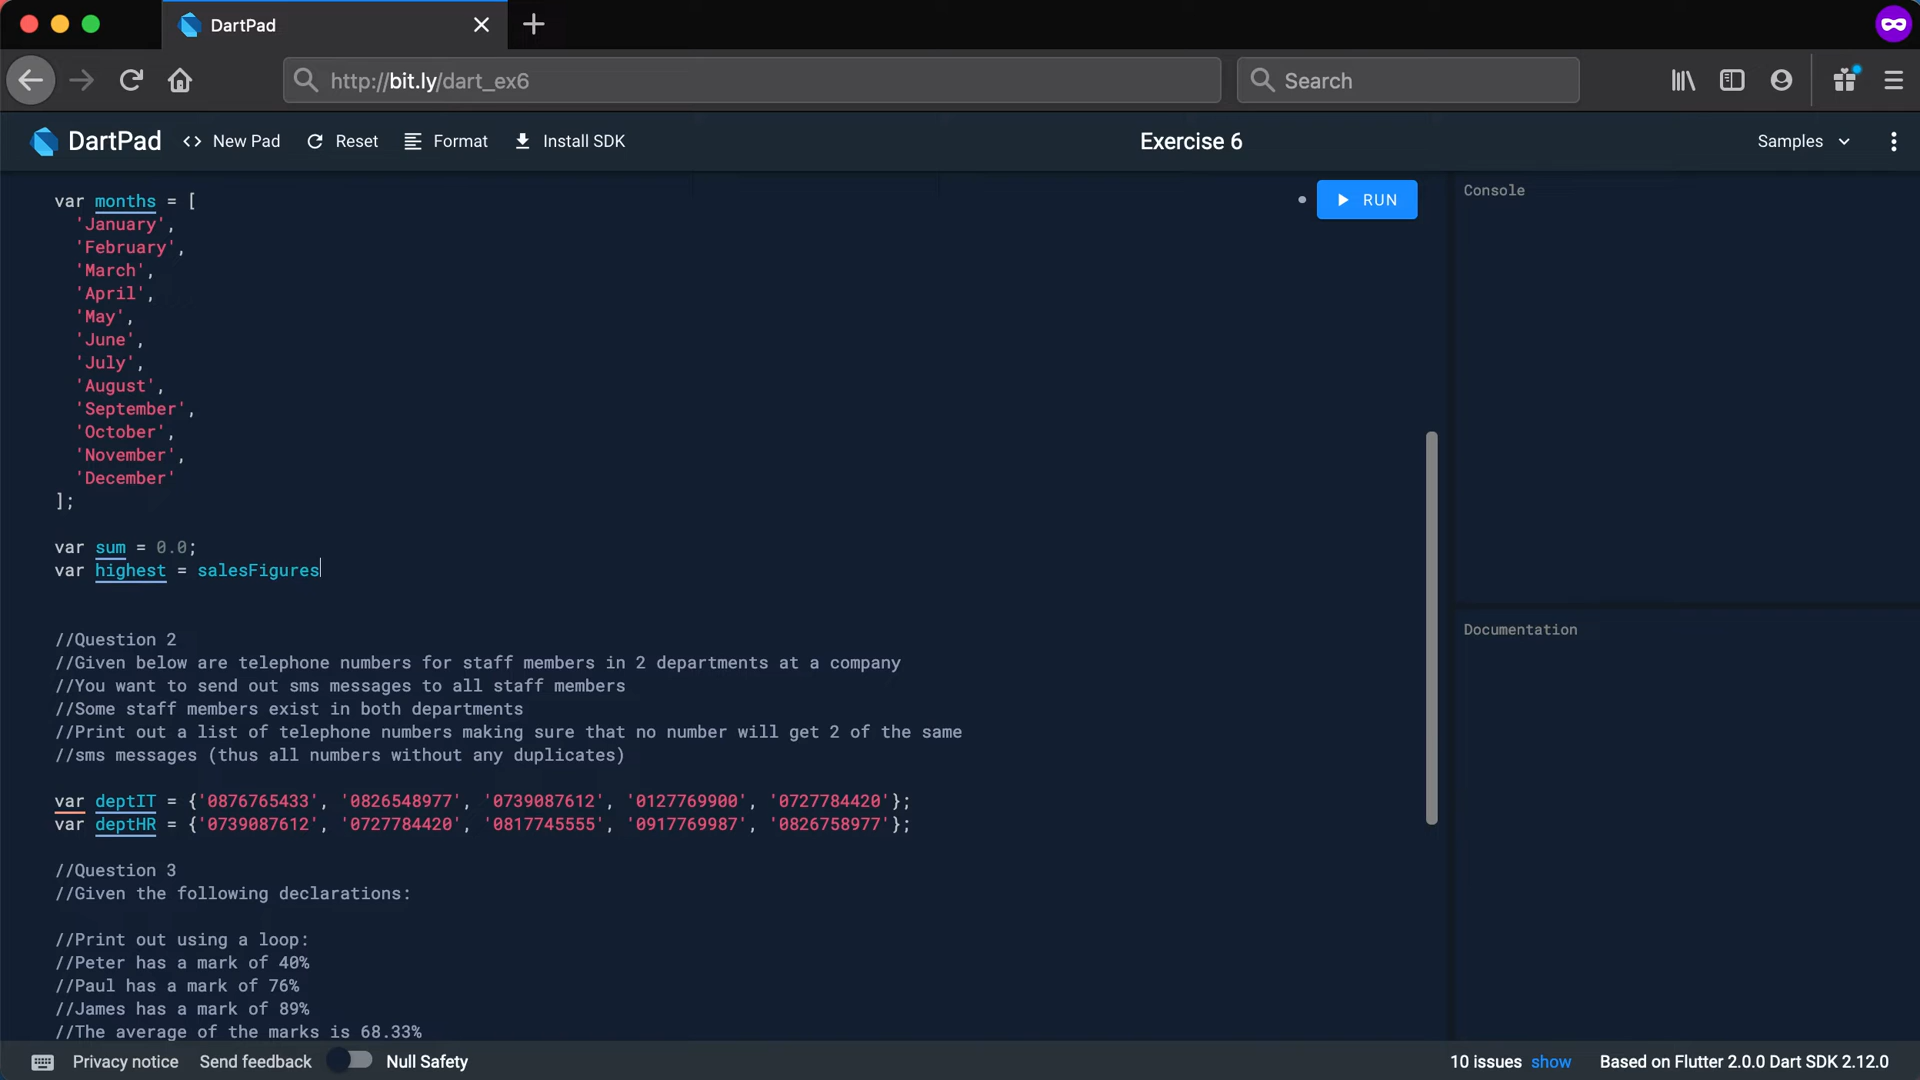 DartPad
http://bit.ly/dart_ex6
Search
DartPad
<> New Pad
Reset
Format
Install SDK
Exercise 6
Samples
var months = [
'January',
'February',
'March',
'April',
'May',
'June',
'July',
'August',
'September',
'October',
'November',
'December'
];
var sum = 0.0;
var highest = salesFigures
//Question 2
//Given below are telephone numbers for staff members in 2 departments at a company
//You want to send out sms messages to all staff members
//Some staff members exist in both departments
//Print out a list of telephone numbers making sure that no number will get 2 of the same
//sms messages (thus all numbers without any duplicates)
var deptIT = {'0876765433', '0826548977', '0739087612', '0127769900', '0727784420'};
var deptHR = {'0739087612', '0727784420', '0817745555', '0917769987', '0826758977'};
//Question 3
//Given the following declarations:
//Print out using a loop:
//Peter has a mark of 40%
//Paul has a mark of 76%
//James has a mark of 89%
//The average of the marks is 68.33%
RUN
Console
Documentation
Privacy notice
Send feedback
Null Safety
10 issues show
Based on Flutter 2.0.0 Dart SDK 2.12.0